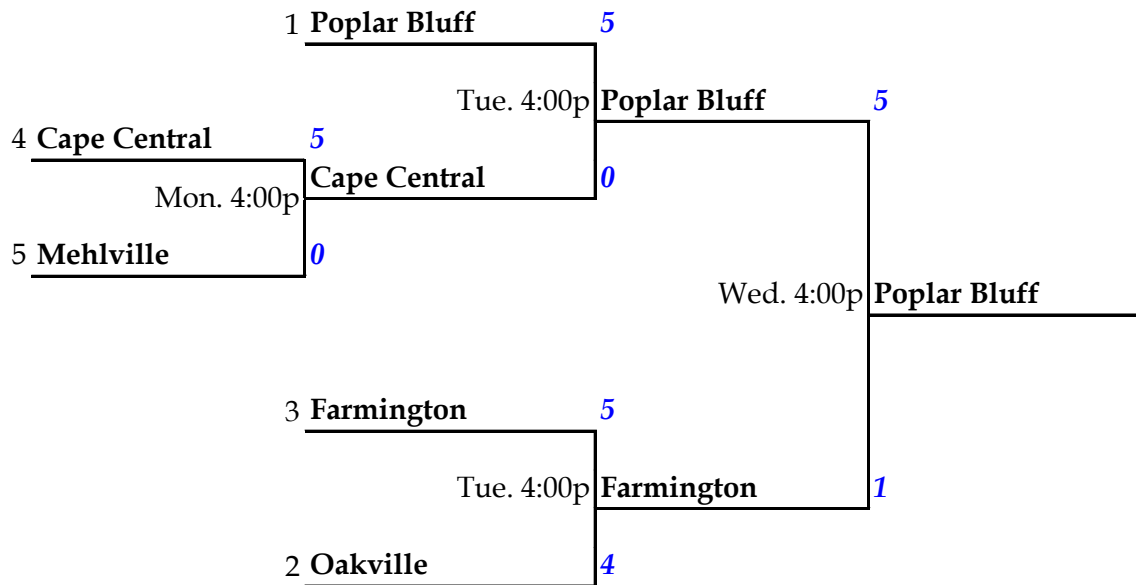 1 Poplar Bluff 5
Tue. 4:00p Poplar Bluff 5
4 Cape Central 5
Cape Central 0
Mon. 4:00p
5 Mehlville 0
Wed. 4:00p Poplar Bluff
3 Farmington 5
Tue. 4:00p Farmington 1
2 Oakville 4